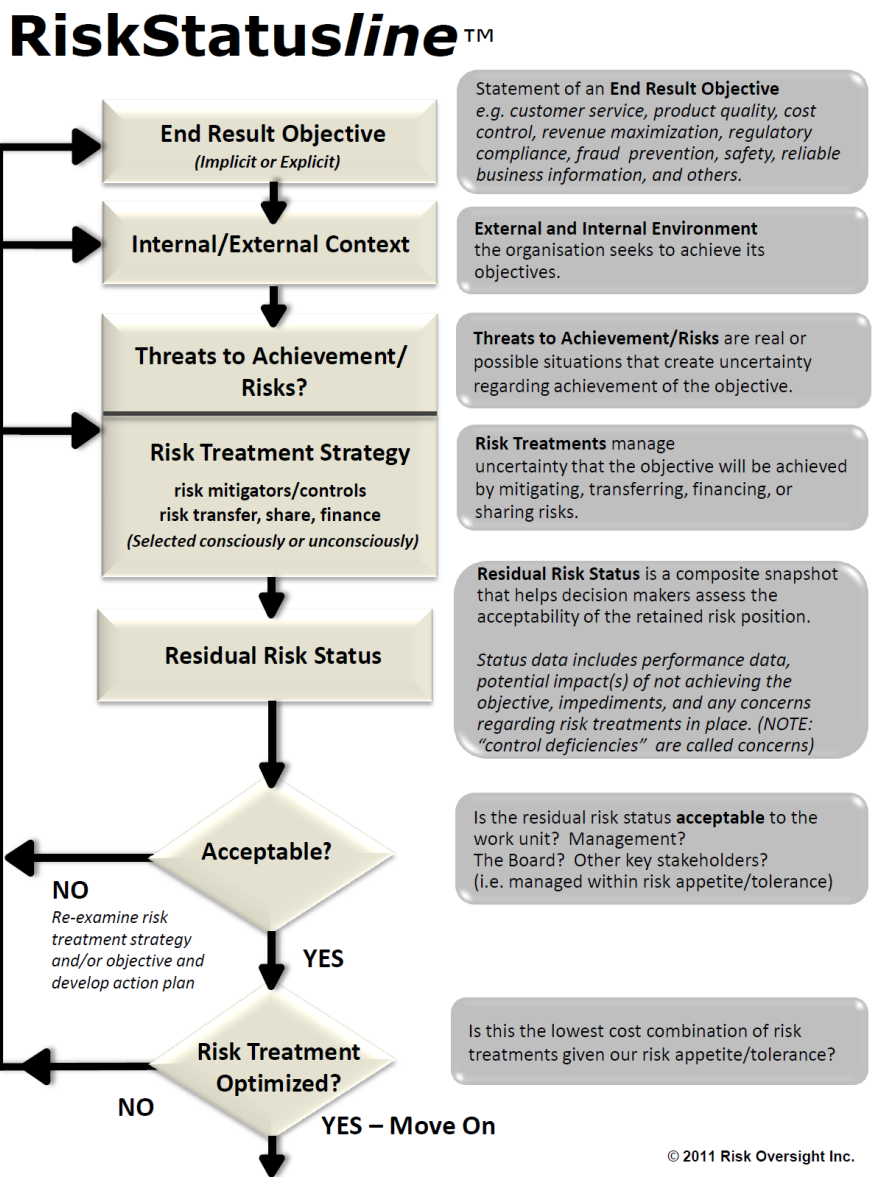 RiskStatusline™
End Result Objective
(Implicit or Explicit)
Statement of an End Result Objective
e.g. customer service, product quality, cost
control, revenue maximization, regulatory
compliance, fraud prevention, safety, reliable
business information, and others.
Internal/External Context
External and Internal Environment
the organisation seeks to achieve its
objectives.
Threats to Achievement/
Risks?
Threats to Achievement/Risks are real or
possible situations that create uncertainty
regarding achievement of the objective.
Risk Treatment Strategy
risk mitigators/controls
risk transfer, share, finance
(Selected consciously or unconsciously)
Risk Treatments manage
uncertainty that the objective will be achieved
by mitigating, transferring, financing, or
sharing risks.
Residual Risk Status
Residual Risk Status is a composite snapshot
that helps decision makers assess the
acceptability of the retained risk position.
Status data includes performance data,
potential impact(s) of not achieving the
objective, impediments, and any concerns
regarding risk treatments in place. (NOTE:
“control deficiencies” are called concerns)
Acceptable?
Is the residual risk status acceptable to the
work unit? Management?
The Board? Other key stakeholders?
(i.e. managed within risk appetite/tolerance)
NO
Re-examine risk
treatment strategy
and/or objective and
develop action plan
YES
Risk Treatment
Optimized?
Is this the lowest cost combination of risk
treatments given our risk appetite/tolerance?
NO
YES – Move On
© 2011 Risk Oversight Inc.